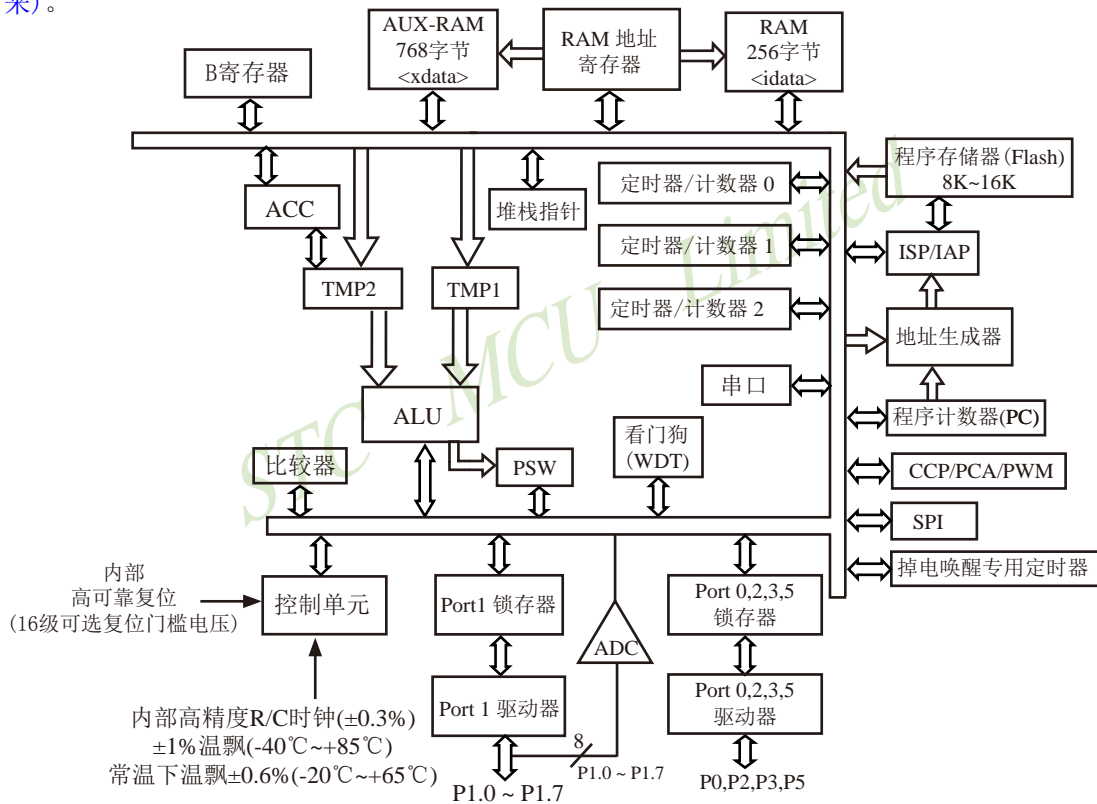 来)。
AUX-RAM
768字节
<xdata>
RAM 地址
寄存器
RAM
256字节
<idata>
B寄存器
程序存储器(Flash)
8K~16K
ACC
堆栈指针
定时器/计数器 0
定时器/计数器 1
ISP/IAP
TMP2
TMP1
定时器/计数器 2
地址生成器
串口
ALU
程序计数器(PC)
看门狗
(WDT)
比较器
PSW
CCP/PCA/PWM
SPI
掉电唤醒专用定时器
内部
高可靠复位
(16级可选复位门槛电压)
控制单元
Port1 锁存器
ADC
Port 0,2,3,5
锁存器
Port 1 驱动器
Port 0,2,3,5
驱动器
内部高精度R/C时钟(±0.3%)
±1%温飘(-40℃~+85℃)
常温下温飘±0.6%(-20℃~+65℃)
8
P1.0 ~ P1.7
P1.0 ~ P1.7
P0,P2,P3,P5
STC MCU Limited